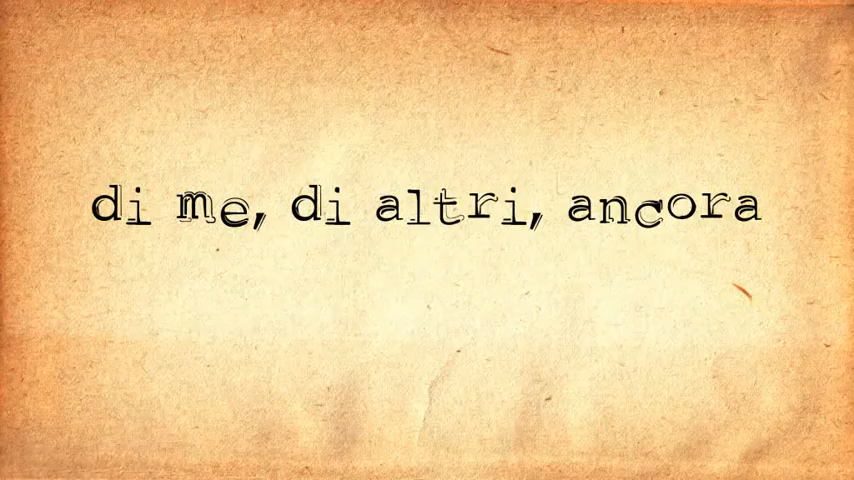 di me, di altri, ancora